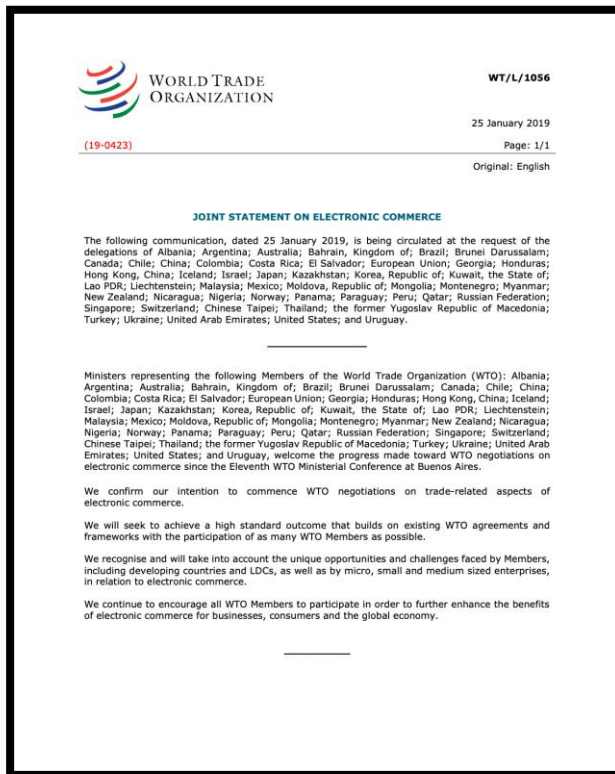 WORLD TRADE
ORGANIZATION
WT/L/1056
25 January 2019
(19-0423)
Page: 1/1
Original: English
JOINT STATEMENT ON ELECTRONIC COMMERCE
The following communication, dated 25 January 2019, is being circulated at the request of the
delegations of Albania; Argentina; Australia; Bahrain, Kingdom of; Brazil; Brunei Darussalam;
Canada; Chile; China; Colombia; Costa Rica; El Salvador; European Union; Georgia; Honduras;
Hong Kong, China; Iceland; Israel; Japan; Kazakhstan; Korea, Republic of; Kuwait, the State of;
Lao PDR; Liechtenstein; Malaysia; Mexico; Moldova, Republic of; Mongolia; Montenegro; Myanmar;
New Zealand; Nicaragua; Nigeria; Norway; Panama; Paraguay; Peru; Qatar; Russian Federation;
Singapore; Switzerland; Chinese Taipei; Thailand; the former Yugoslav Republic of Macedonia;
Turkey; Ukraine; United Arab Emirates; United States; and Uruguay.
Ministers representing the following Members of the World Trade Organization (WTO): Albania;
Argentina; Australia; Bahrain, Kingdom of; Brazil; Brunei Darussalam; Canada; Chile; China;
Colombia; Costa Rica; El Salvador; European Union; Georgia; Honduras; Hong Kong, China; Iceland;
Israel; Japan; Kazakhstan; Korea, Republic of; Kuwait, the State of; Lao PDR; Liechtenstein;
Malaysia; Mexico; Moldova, Republic of; Mongolia; Montenegro; Myanmar; New Zealand; Nicaragua;
Nigeria; Norway; Panama; Paraguay; Peru; Qatar; Russian Federation; Singapore; Switzerland;
Chinese Taipei; Thailand; the former Yugoslav Republic of Macedonia; Turkey; Ukraine; United Arab
Emirates; United States; and Uruguay, welcome the progress made toward WTO negotiations on
electronic commerce since the Eleventh WTO Ministerial Conference at Buenos Aires.
We confirm our intention to commence WTO negotiations on trade-related aspects of
electronic commerce.
We will seek to achieve a high standard outcome that builds on existing WTO agreements and
frameworks with the participation of as many WTO Members as possible.
We recognise and will take into account the unique opportunities and challenges faced by Members,
including developing countries and LDCs, as well as by micro, small and medium sized enterprises,
in relation to electronic commerce.
We continue to encourage all WTO Members to participate in order to further enhance the benefits
of electronic commerce for businesses, consumers and the global economy.